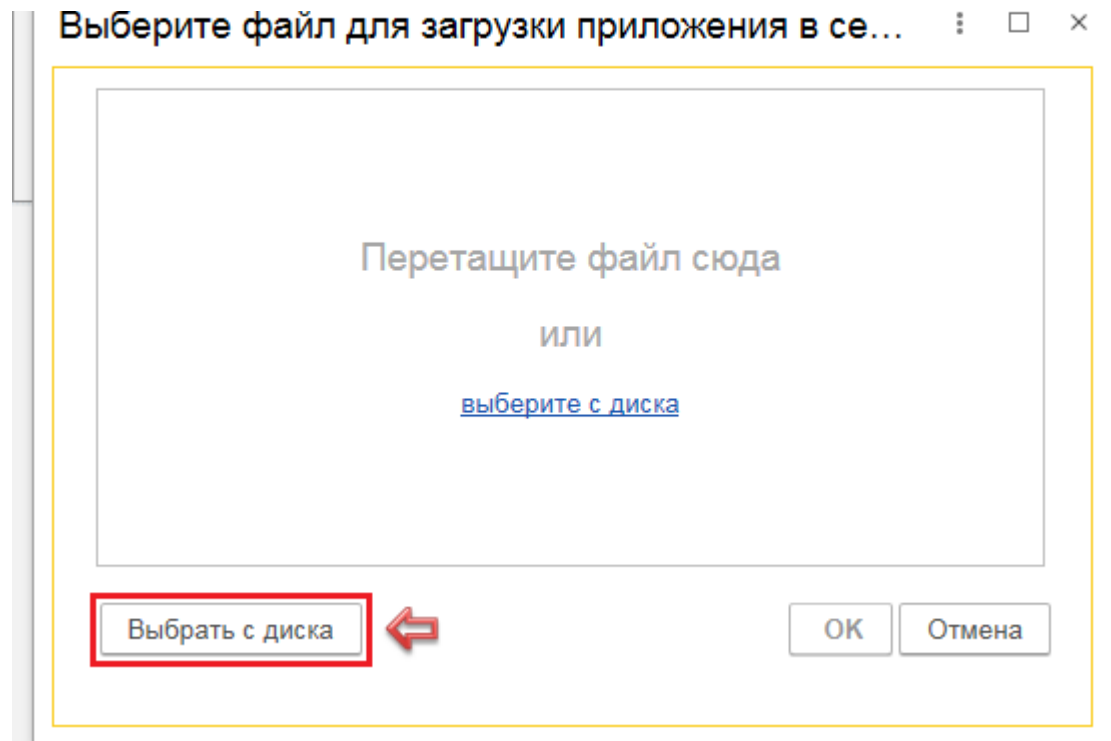 Выберите файл для загрузки приложения в се...
Перетащите файл сюда
или
выберите с диска
Выбрать с диска
OK
Отмена